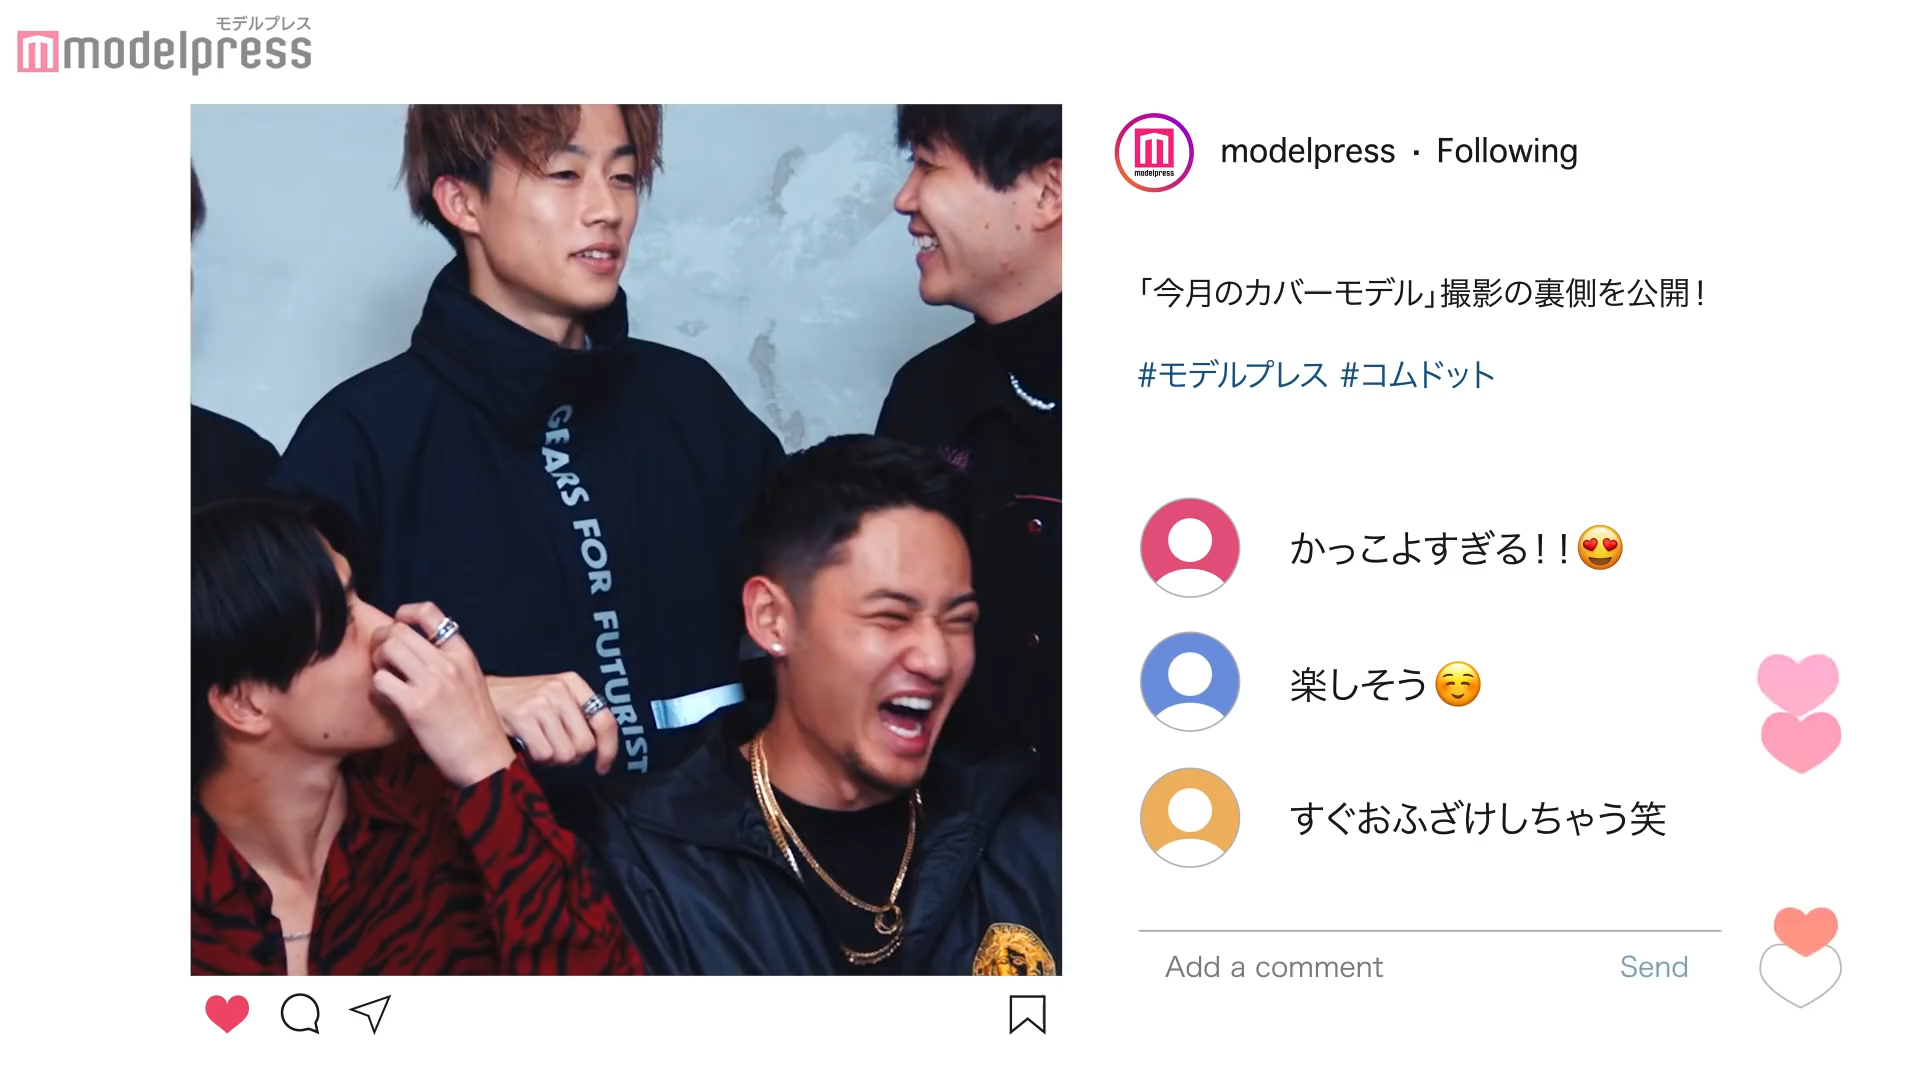 モデルプレス
modelpress
modelpress · Following
modelpress
「今月のカバーモデル」撮影の裏側を公開!
#モデルプレス #コムドット
GEARS FOR FUTURIST
かっこよすぎる!!😍
楽しそう☺️
すぐおふざけしちゃう笑
Add a comment
Send